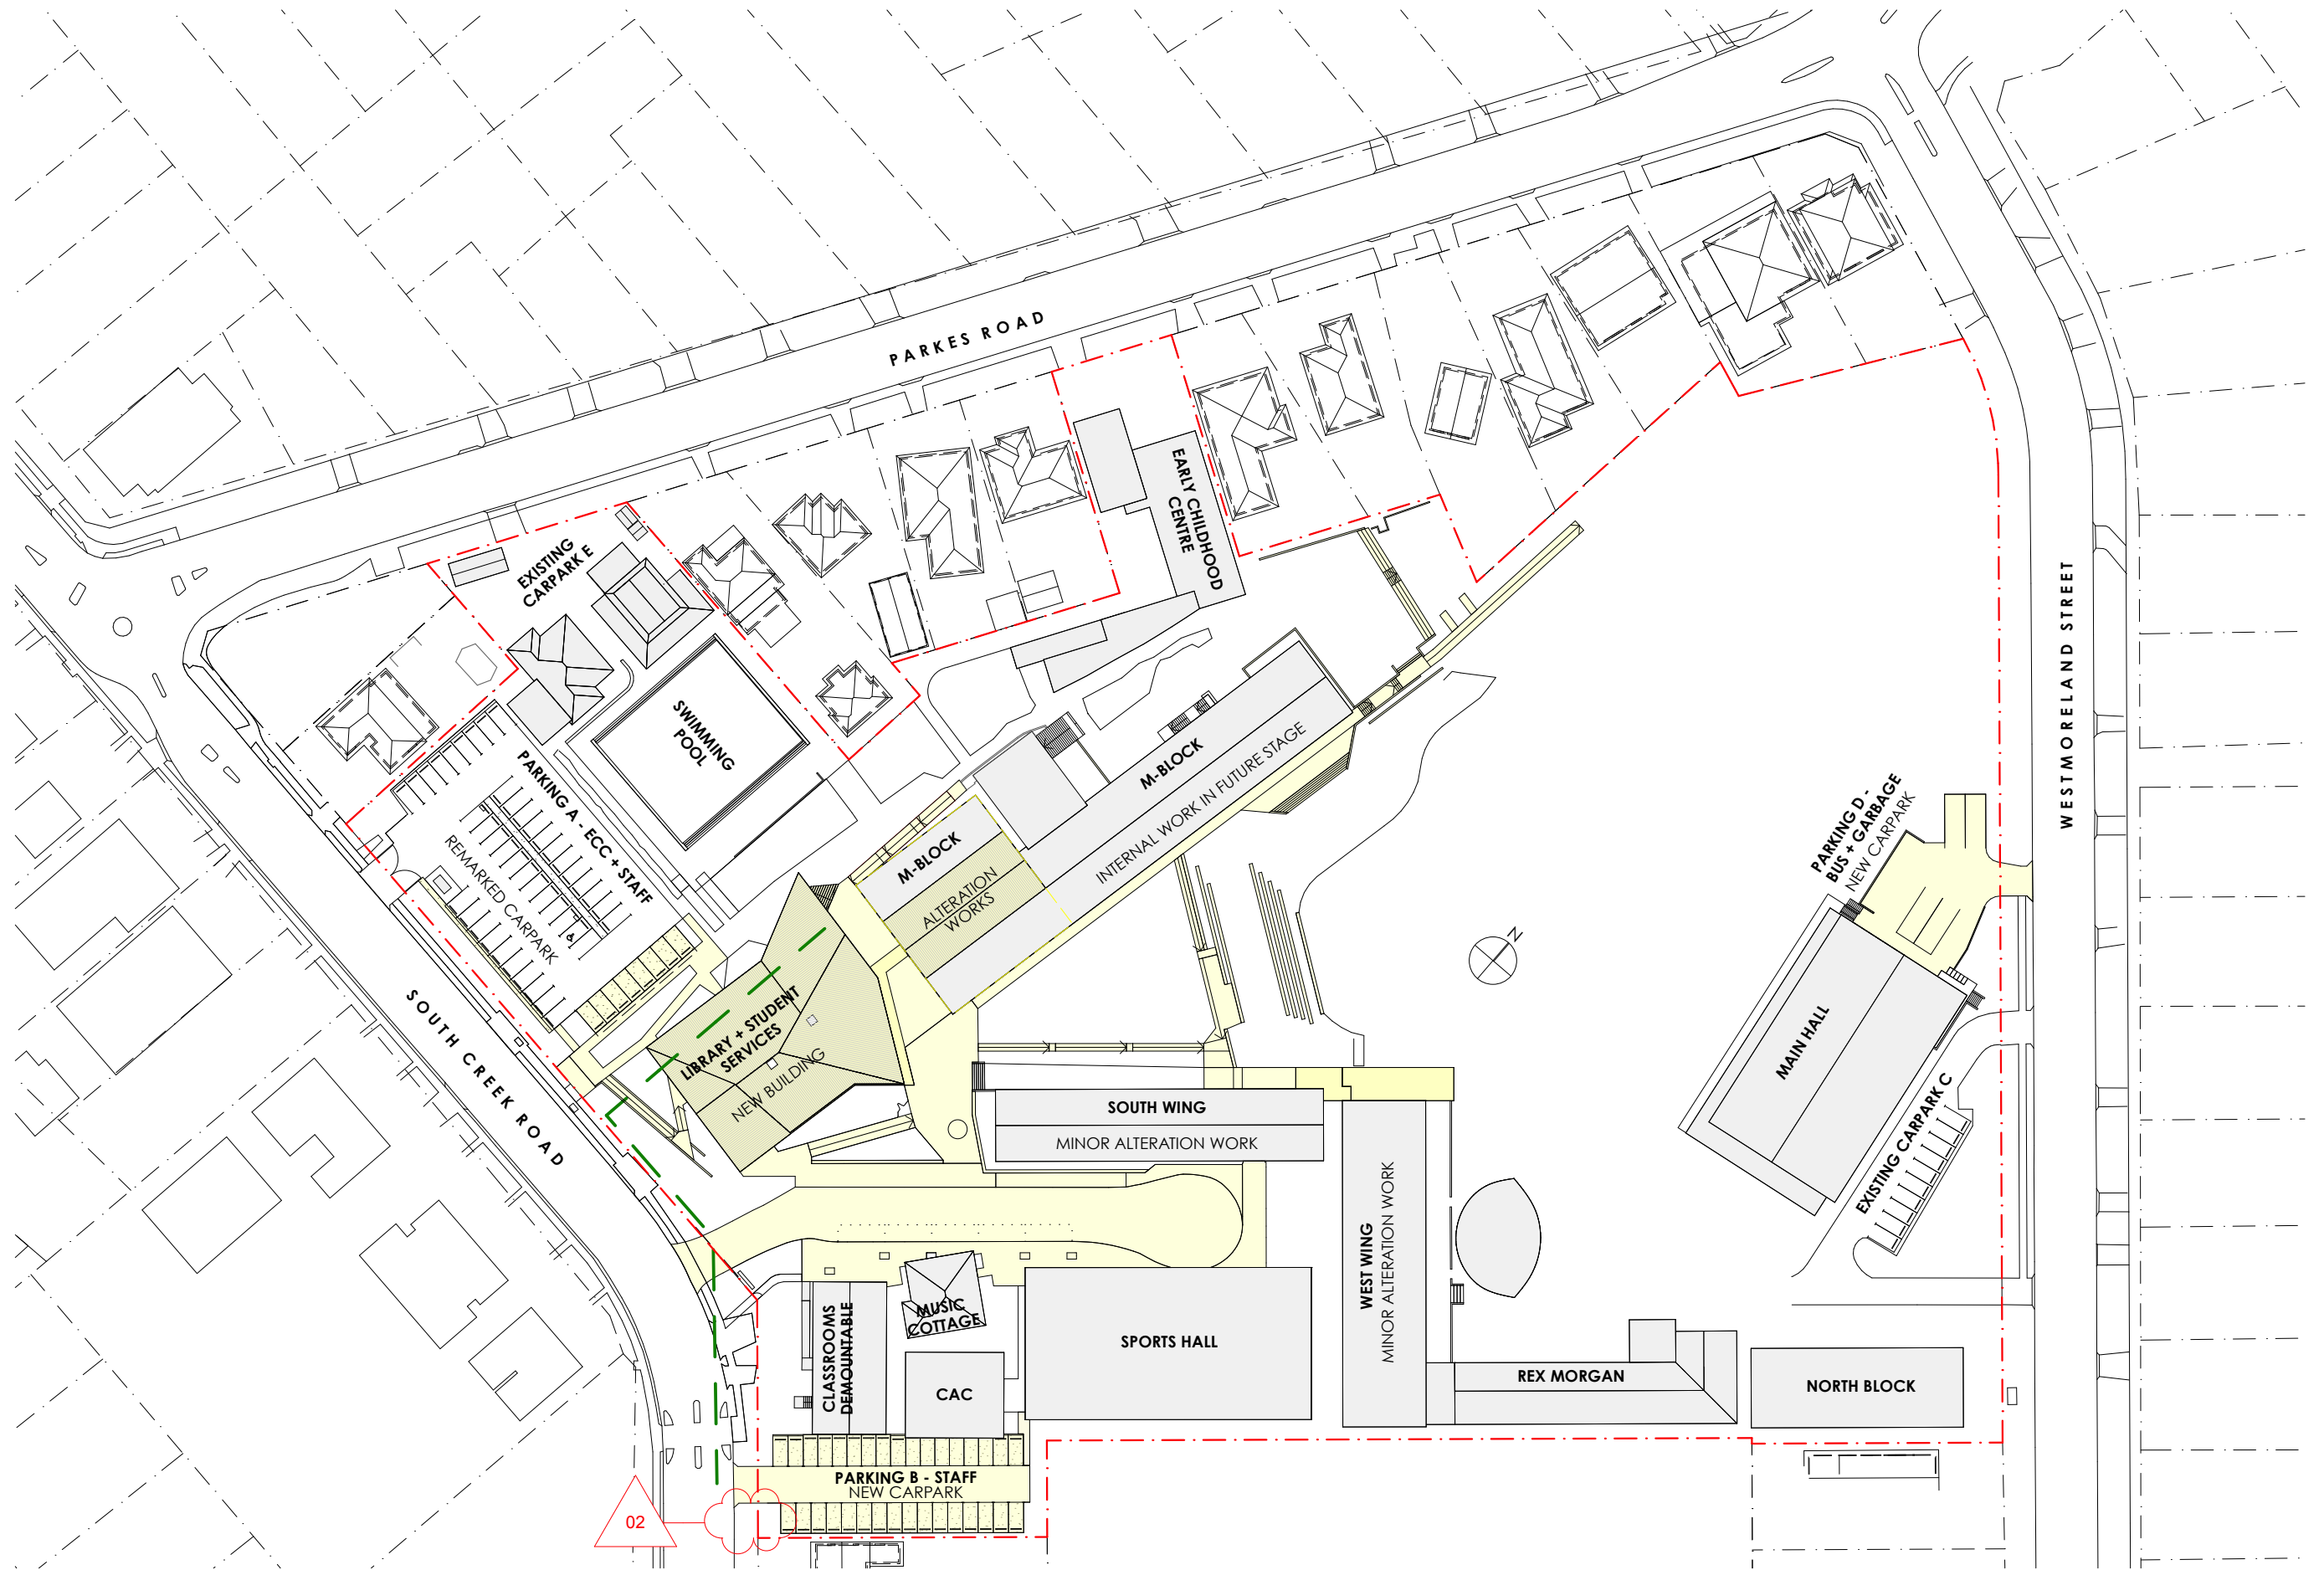 PARKES ROAD
EARLY CHILDHOOD
CENTRE
EXISTING
CARPARK E
WESTMORELAND STREET
SWIMMING
POOL
M-BLOCK
INTERNAL WORK IN FUTURE STAGE
PARKING A - ECC + STAFF
REMARKED CARPARK
M-BLOCK
ALTERATION
WORKS
PARKING D -
BUS + GARBAGE
NEW CARPARK
N
SOUTH CREEK ROAD
LIBRARY + STUDENT
SERVICES
NEW BUILDING
MAIN HALL
SOUTH WING
MINOR ALTERATION WORK
EXISTING CARPARK C
WEST WING
MINOR ALTERATION WORK
CLASSROOMS
DEMOUNTABLE
MUSIC
COTTAGE
SPORTS HALL
CAC
REX MORGAN
NORTH BLOCK
PARKING B - STAFF
NEW CARPARK
02